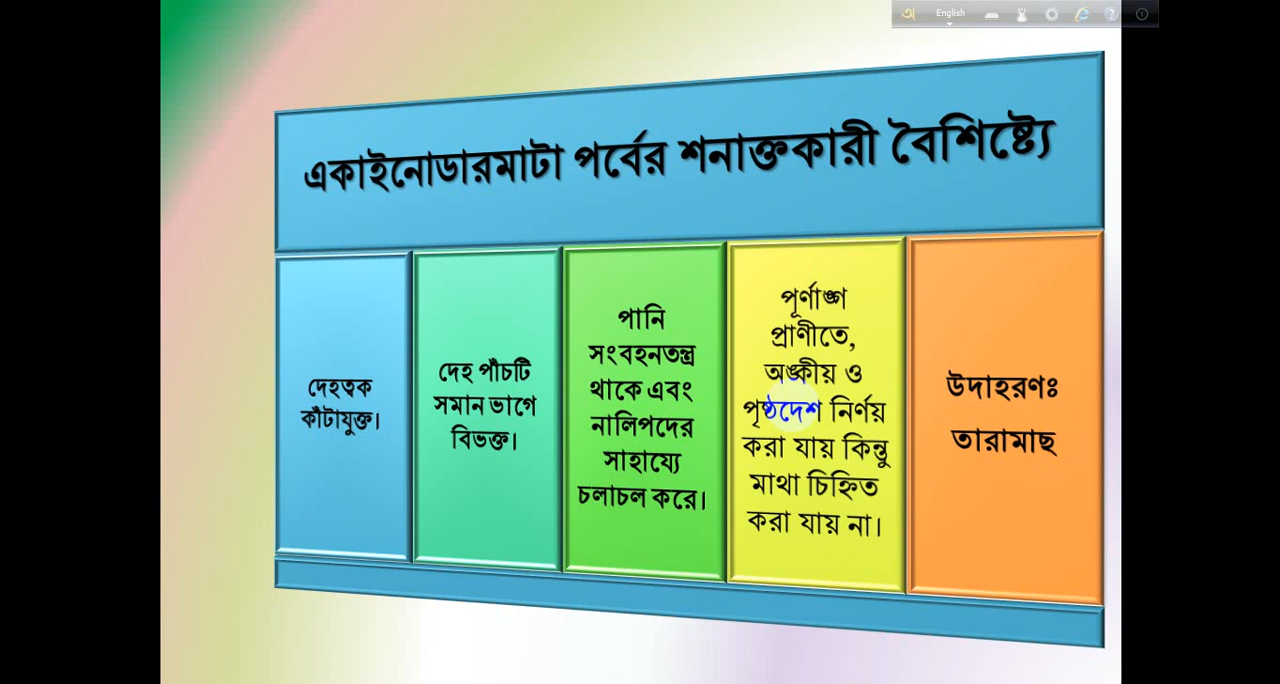 অ English
একাইনোডারমাটা পর্বের শনাক্তকারী বৈশিষ্ট্যে
দেহত্বক
কাঁটাযুক্ত।
দেহ পাঁচটি
সমান ভাগে
বিভক্ত।
পানি
সংবহনতন্ত্র
থাকে এবং
নালিপদের
সাহায্যে
চলাচল করে।
পূর্ণাঙ্গ
প্রাণীতে,
অঙ্কীয় ও
পৃষ্ঠদেশ নির্ণয়
করা যায় কিন্তু
মাথা চিহ্নিত
করা যায় না।
উদাহরণঃ
তারামাছ